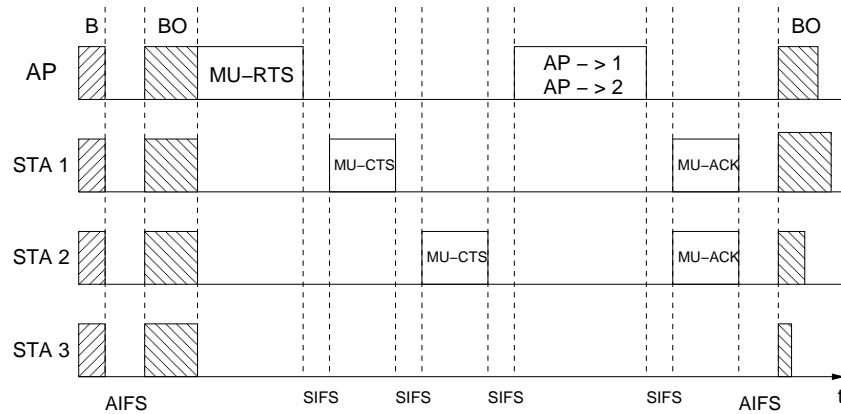 B BO BO
AP MU–RTS AP – > 1
AP – > 2
STA 1 MU–CTS MU–ACK
STA 2 MU–CTS MU–ACK
STA 3
t
AIFS SIFS SIFS SIFS SIFS AIFS